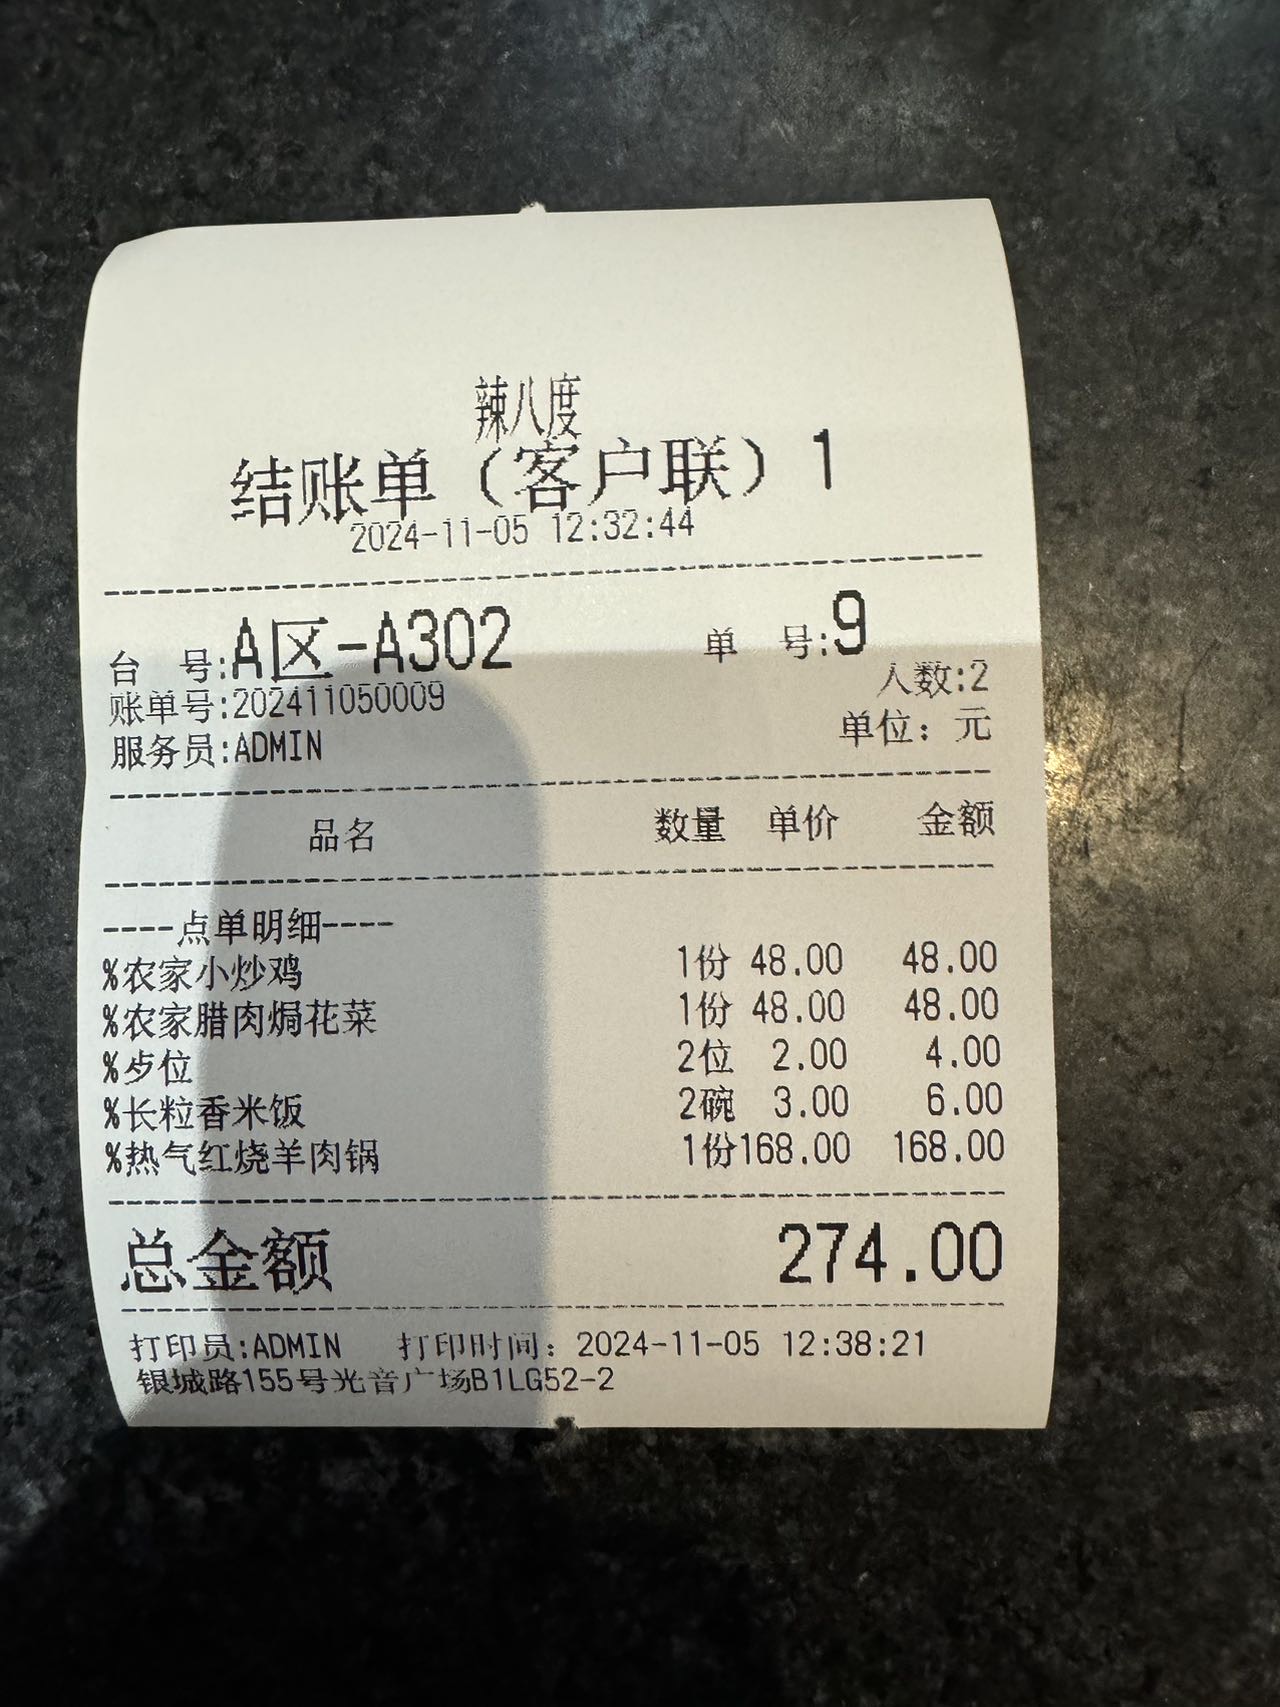 辣八度
结账单（客户联）1
2024-11-05 12:32:44
台 号:A区-A302 单 号:9
账单号:202411050009 人数:2
服务员:ADMIN 单位：元
品名 数量 单价 金额
----点单明细----
%农家小炒鸡 1份 48.00 48.00
%农家腊肉焗花菜 1份 48.00 48.00
%歺位 2位 2.00 4.00
%长粒香米饭 2碗 3.00 6.00
%热气红烧羊肉锅 1份168.00 168.00
总金额 274.00
打印员:ADMIN 打印时间：2024-11-05 12:38:21
银城路155号光音广场B1LG52-2